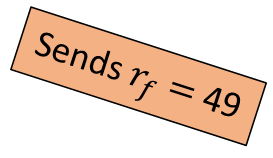 Sends $r_f = 49$